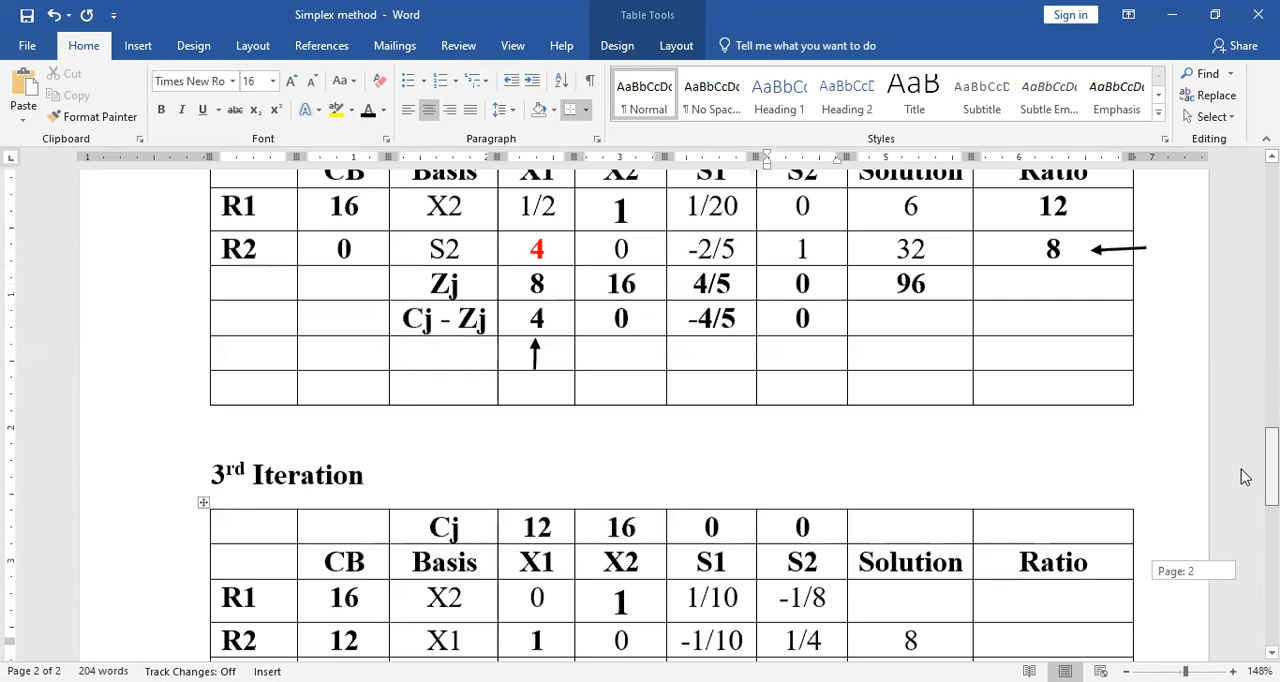 Simplex method - Word
Table Tools
Sign in
File Home Insert Design Layout References Mailings Review View Help Design Layout Tell me what you want to do Share
Paste
Cut
Copy
Format Painter
Clipboard
Times New Ro 16
Font
Paragraph
AaBbCcDc AaBbCcDc AaBbCc AaBbCcD AaB AaBbCcD AaBbCcDc AaBbCcDc
¶ Normal ¶ No Spac... Heading 1 Heading 2 Title Subtitle Subtle Em... Emphasis
Styles
Find
Replace
Select
Editing
CB Basis X1 X2 S1 S2 Solution Ratio
R1 16 X2 1/2 1 1/20 0 6 12
R2 0 S2 4 0 -2/5 1 32 8
Zj 8 16 4/5 0 96
Cj - Zj 4 0 -4/5 0
3rd Iteration
Cj 12 16 0 0
CB Basis X1 X2 S1 S2 Solution Ratio
R1 16 X2 0 1 1/10 -1/8
R2 12 X1 1 0 -1/10 1/4 8
Page: 2
Page 2 of 2 204 words Track Changes: Off Insert 148%